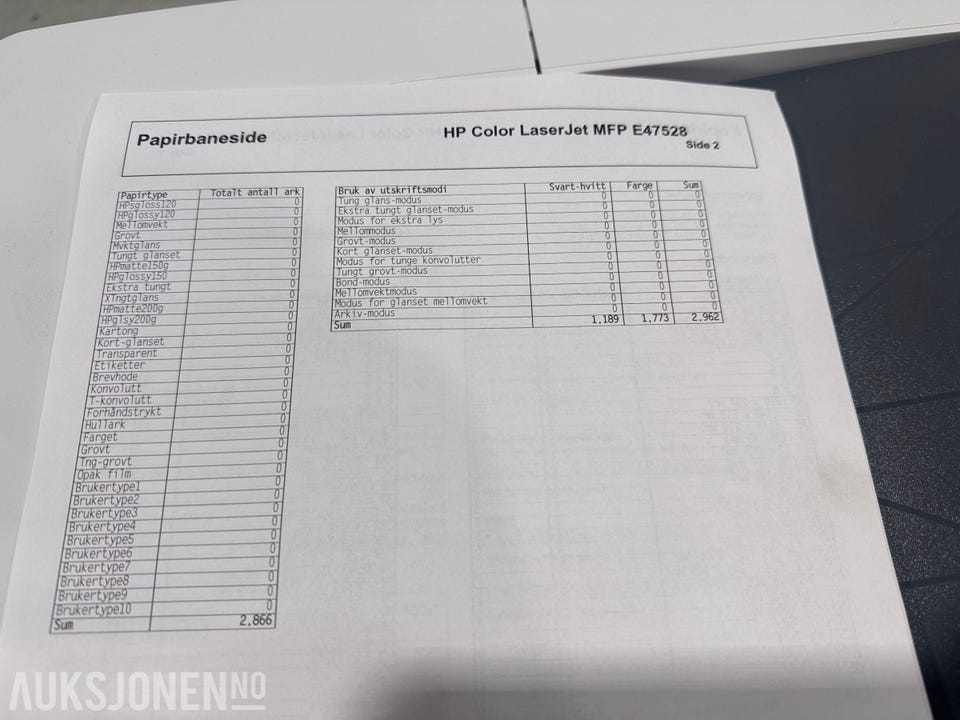 Papirbaneside
HP Color LaserJet MFP E47528
Side 2
Papirtype Totalt antall ark
HPsgloss120 0
HPglossy120 0
Mellomvekt 0
Grovt 0
Mvktglans 0
Tungt glanset 0
HPmatte150g 0
HPglossy150 0
Ekstra tungt 0
XTngtglans 0
HPmatte200g 0
HPglsy200g 0
Kartong 0
Kort-glanset 0
Transparent 0
Etiketter 0
Brevhode 0
Konvolutt 0
T-konvolutt 0
Forhåndstrykt 0
Hullark 0
Farget 0
Grovt 0
Tng-grovt 0
Opak film 0
Brukertype1 0
Brukertype2 0
Brukertype3 0
Brukertype4 0
Brukertype5 0
Brukertype6 0
Brukertype7 0
Brukertype8 0
Brukertype9 0
Brukertype10 0
Sum 2,866
Bruk av utskriftsmodi Svart-hvitt Farge Sum
Tung glans-modus 0 0 0
Ekstra tungt glanset-modus 0 0 0
Modus for ekstra lys 0 0 0
Mellommodus 0 0 0
Grovt-modus 0 0 0
Kort glanset-modus 0 0 0
Modus for tunge konvolutter 0 0 0
Tungt grovt-modus 0 0 0
Bond-modus 0 0 0
Mellomvektmodus 0 0 0
Modus for glanset mellomvekt 0 0 0
Arkiv-modus 0 0 0
Sum 1,189 1,773 2,962
AUKSJONEN NO